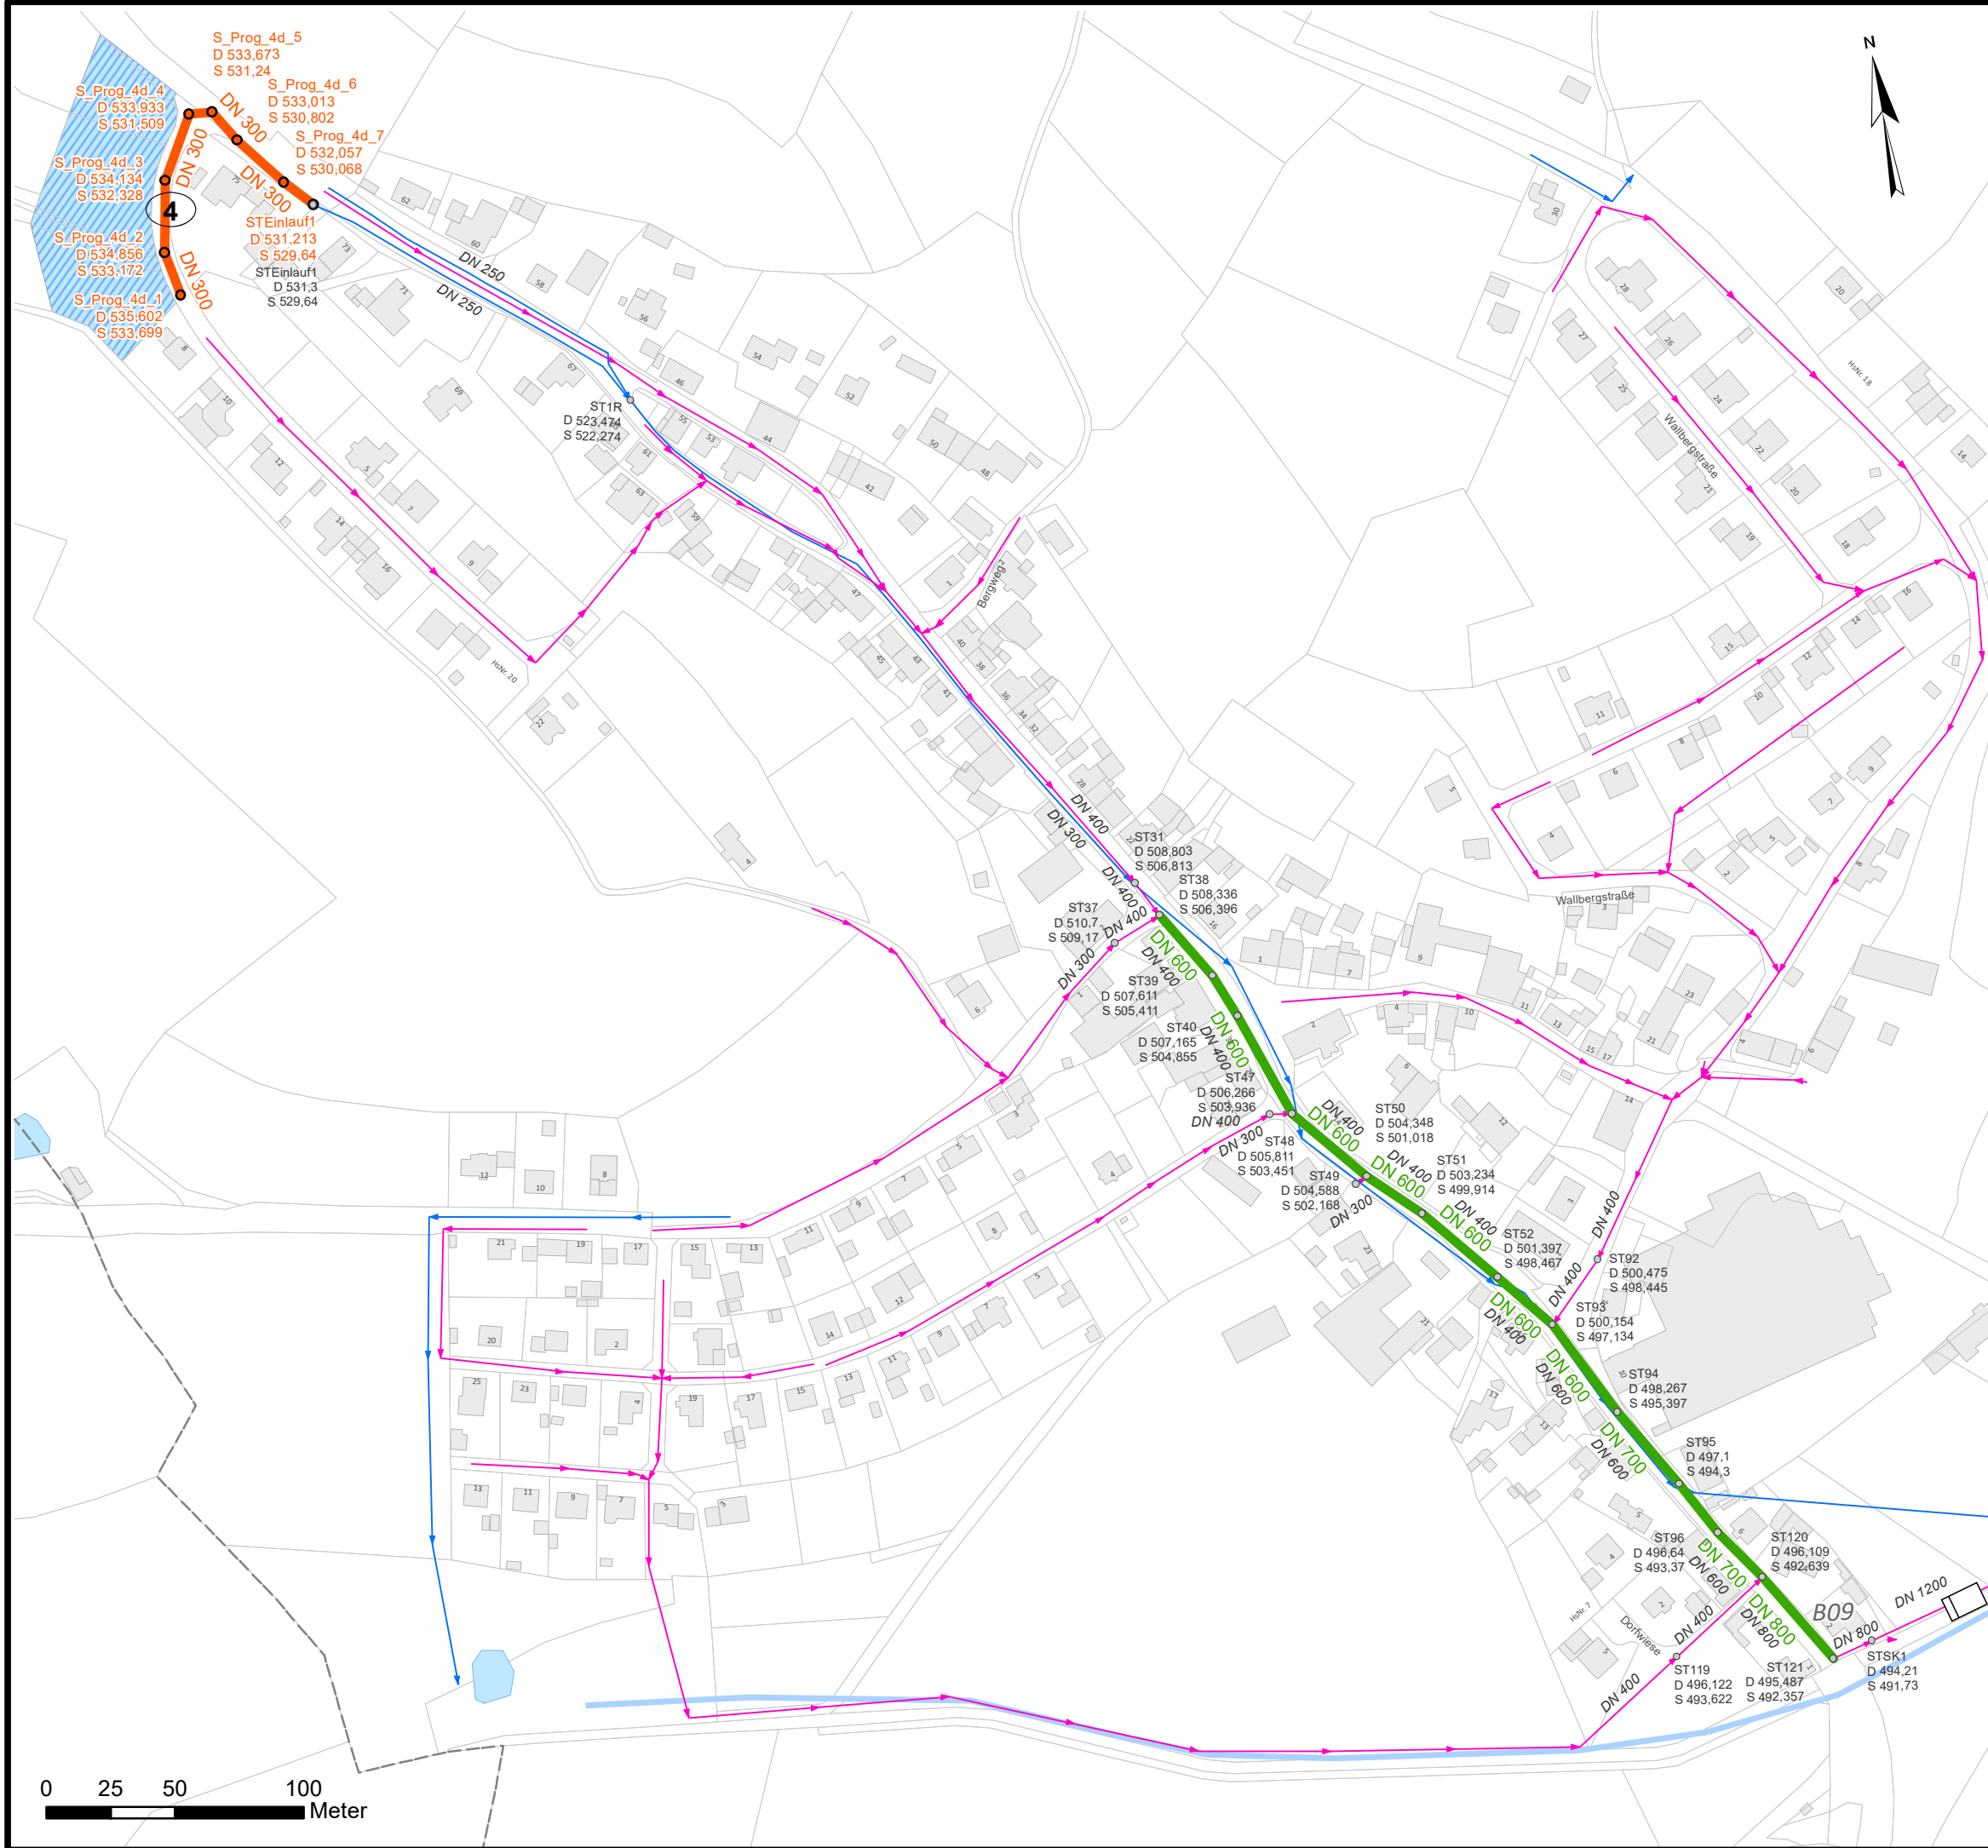 S_Prog_4d_5
D 533,673
S 531,24
S_Prog_4d_4
D 533,933
S 531,509
S_Prog_4d_6
D 533,013
S 530,802
S_Prog_4d_7
D 532,057
S 530,068
S_Prog_4d_3
D 534,134
S 532,328
S_Prog_4d_2
D 534,856
S 533,172
S_Prog_4d_1
D 535,602
S 533,699
STEinlauf1
D 531,213
S 529,64
STEinlauf1
D 531,3
S 529,64
DN 300
DN 300
DN 300
DN 300
4
N
DN 250
DN 250
ST1R
D 523,474
S 522,274
Bergweg
HsNr. 20
HsNr. 18
Wallbergstraße
Wallbergstraße
DN 400
DN 300
DN 400
ST31
D 508,803
S 506,813
ST38
D 508,336
S 506,396
ST37
D 510,7
S 509,17
DN 400
DN 300
DN 600
DN 400
ST39
D 507,611
S 505,411
DN 600
DN 400
ST40
D 507,165
S 504,855
ST47
D 506,266
S 503,936
DN 400
DN 300
ST48
D 505,811
S 503,451
DN 600
DN 400
ST50
D 504,348
S 501,018
ST49
D 504,588
S 502,168
DN 300
DN 600
DN 400
ST51
D 503,234
S 499,914
DN 600
DN 400
ST52
D 501,397
S 498,467
DN 400
ST92
D 500,475
S 498,445
DN 400
DN 600
DN 400
ST93
D 500,154
S 497,134
DN 600
DN 600
ST94
D 498,267
S 495,397
DN 700
DN 600
ST95
D 497,1
S 494,3
ST96
D 496,64
S 493,37
DN 700
DN 600
ST120
D 496,109
S 492,639
DN 800
DN 800
B09
DN 1200
DN 800
STSK1
D 494,21
S 491,73
HsNr. 7
Dorfwiese
DN 400
DN 400
ST119
D 496,122
S 493,622
ST121
D 495,487
S 492,357
0 25 50 100
Meter